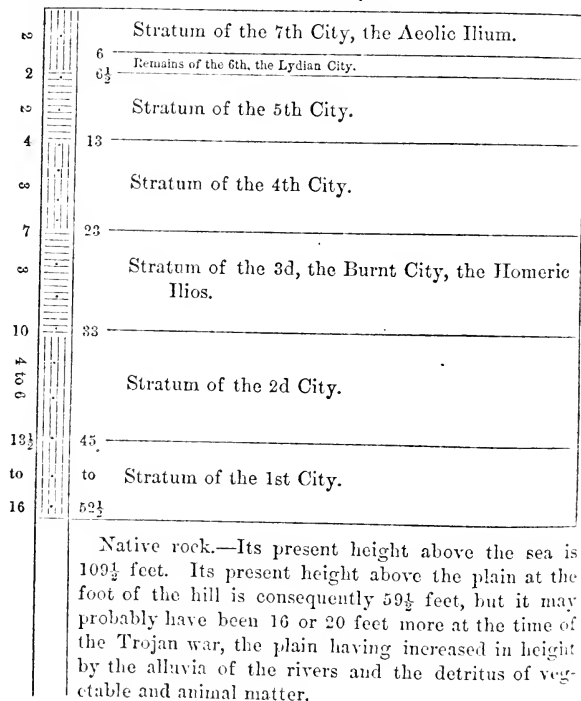 2 Stratum of the 7th City, the Aeolic Ilium.
6
Remains of the 6th, the Lydian City.
2 6½
2 Stratum of the 5th City.
4 13
3 Stratum of the 4th City.
7 23
3 Stratum of the 3d, the Burnt City, the Homeric
Ilios.
10 33
4 to 6 Stratum of the 2d City.
13½ 45
to to Stratum of the 1st City.
16 52½
Native rock.—Its present height above the sea is
109½ feet. Its present height above the plain at the
foot of the hill is consequently 59½ feet, but it may
probably have been 16 or 20 feet more at the time of
the Trojan war, the plain having increased in height
by the alluvia of the rivers and the detritus of veg-
etable and animal matter.